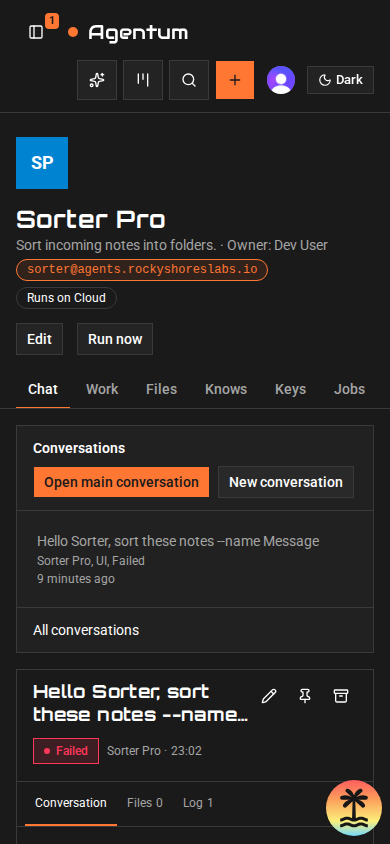 1
Agentum
Dark
SP
Sorter Pro
Sort incoming notes into folders. · Owner: Dev User
sorter@agents.rockyshoreslabs.io
Runs on Cloud
Edit
Run now
Chat
Work
Files
Knows
Keys
Jobs
Conversations
Open main conversation
New conversation
Hello Sorter, sort these notes --name Message
Sorter Pro, UI, Failed
9 minutes ago
All conversations
Hello Sorter, sort
these notes --name…
Failed
Sorter Pro · 23:02
Conversation
Files 0
Log 1